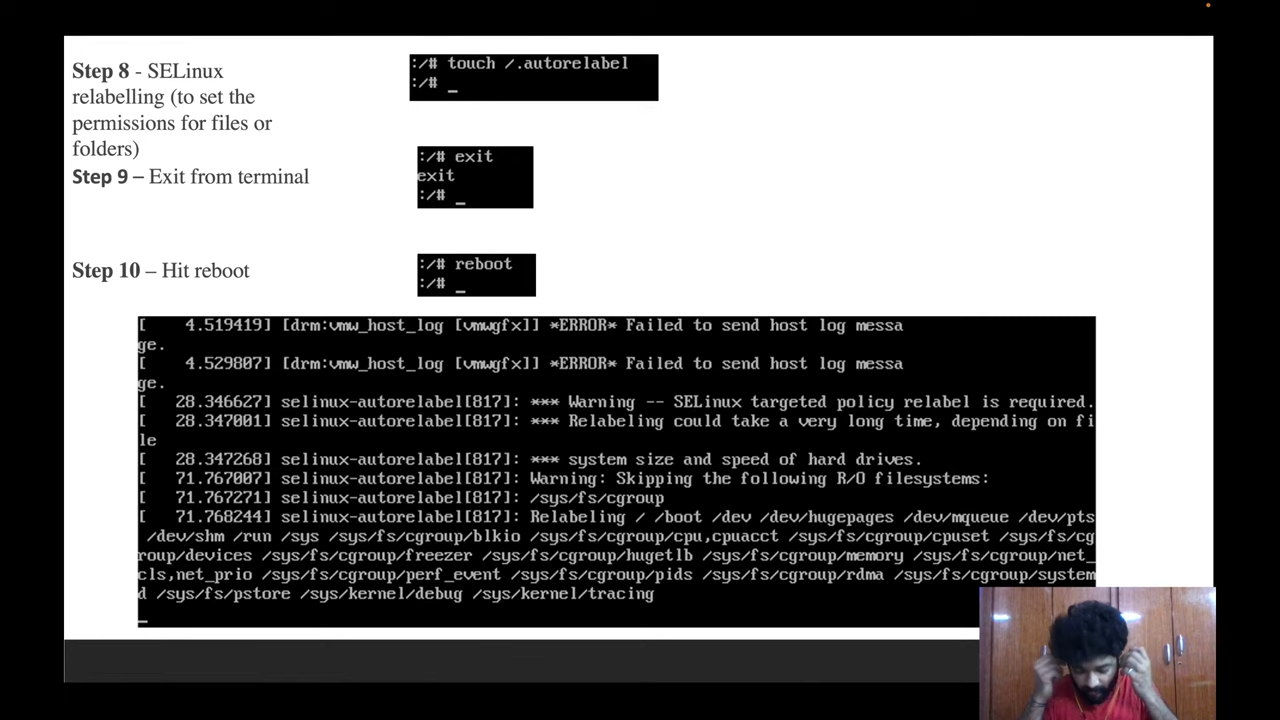 Step 8 - SELinux
relabelling (to set the
permissions for files or
folders)
:/# touch /.autorelabel
:/# _
Step 9 – Exit from terminal
:/# exit
exit
:/# _
Step 10 – Hit reboot
:/# reboot
:/# _
[    4.519419] [drm:vmw_host_log [vmwgfx]] *ERROR* Failed to send host log messa
ge.
[    4.529807] [drm:vmw_host_log [vmwgfx]] *ERROR* Failed to send host log messa
ge.
[   28.346627] selinux-autorelabel[817]: *** Warning -- SELinux targeted policy relabel is required.
[   28.347001] selinux-autorelabel[817]: *** Relabeling could take a very long time, depending on fi
le
[   28.347268] selinux-autorelabel[817]: *** system size and speed of hard drives.
[   71.767007] selinux-autorelabel[817]: Warning: Skipping the following R/O filesystems:
[   71.767271] selinux-autorelabel[817]: /sys/fs/cgroup
[   71.768244] selinux-autorelabel[817]: Relabeling / /boot /dev /dev/hugepages /dev/mqueue /dev/pts
/dev/shm /run /sys /sys/fs/cgroup/blkio /sys/fs/cgroup/cpu,cpuacct /sys/fs/cgroup/cpuset /sys/fs/cg
roup/devices /sys/fs/cgroup/freezer /sys/fs/cgroup/hugetlb /sys/fs/cgroup/memory /sys/fs/cgroup/net_
cls,net_prio /sys/fs/cgroup/perf_event /sys/fs/cgroup/pids /sys/fs/cgroup/rdma /sys/fs/cgroup/system
d /sys/fs/pstore /sys/kernel/debug /sys/kernel/tracing
_